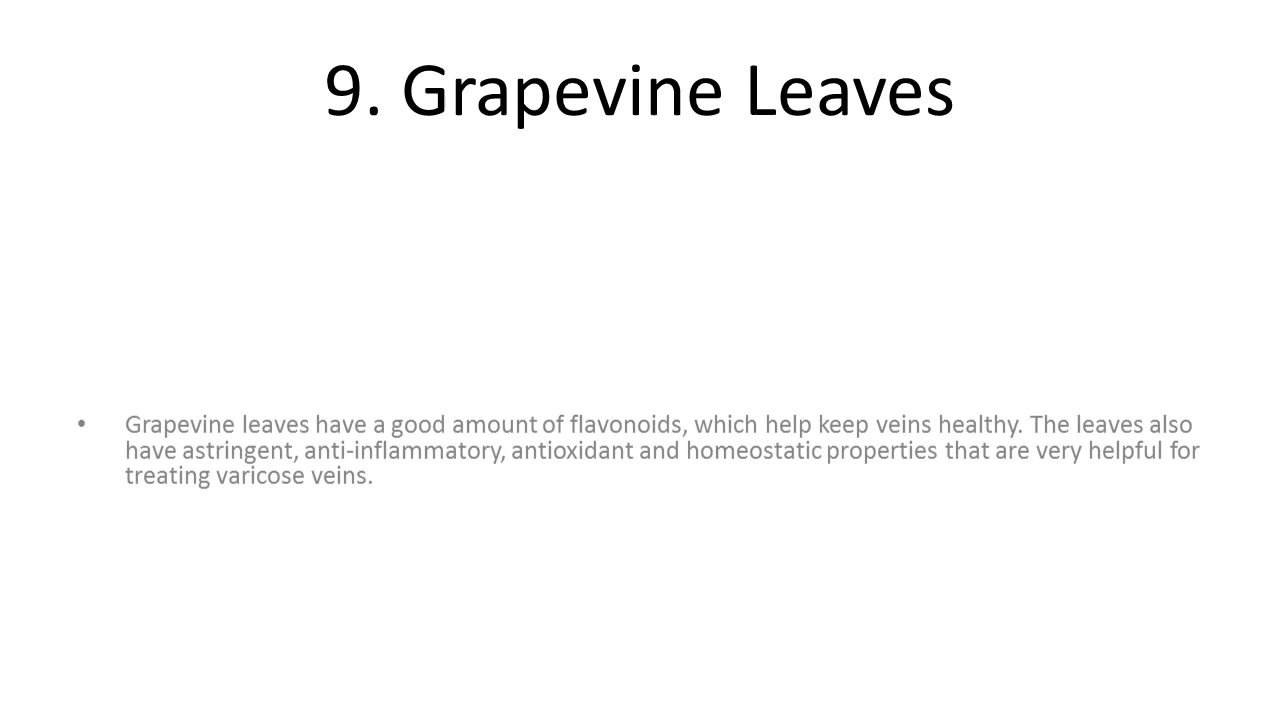 9. Grapevine Leaves
• Grapevine leaves have a good amount of flavonoids, which help keep veins healthy. The leaves also
have astringent, anti-inflammatory, antioxidant and homeostatic properties that are very helpful for
treating varicose veins.